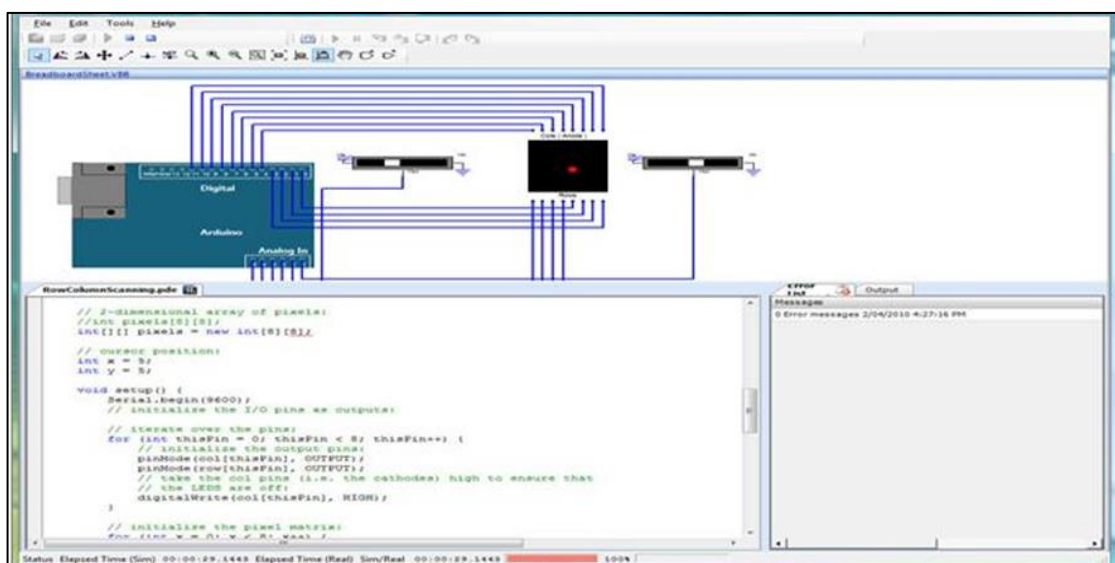 File Edit Tools Help
BreadboardSheet.VBB
Cols (Anode)
Digital
Rows
Arduino
Analog In
RowColumnScanning.pde
Error List
Output
Messages
// 2-dimensional array of pixels:
//int pixels[8][8];
int[][] pixels = new int[8][8];
0 Error messages 2/04/2010 4:27:16 PM
// cursor position:
int x = 5;
int y = 5;
void setup() {
Serial.begin(9600);
// initialize the I/O pins as outputs:
// iterate over the pins:
for (int thisPin = 0; thisPin < 8; thisPin++) {
// initialize the output pins:
pinMode(col[thisPin], OUTPUT);
pinMode(row[thisPin], OUTPUT);
// take the col pins (i.e. the cathodes) high to ensure that
// the LEDS are off:
digitalWrite(col[thisPin], HIGH);
}
// initialize the pixel matrix:
for (int x = 0; x < 8; x++) {
Status Elapsed Time (Sim) 00:00:29.1443 Elapsed Time (Real) Sim/Real 00:00:29.1443 100%